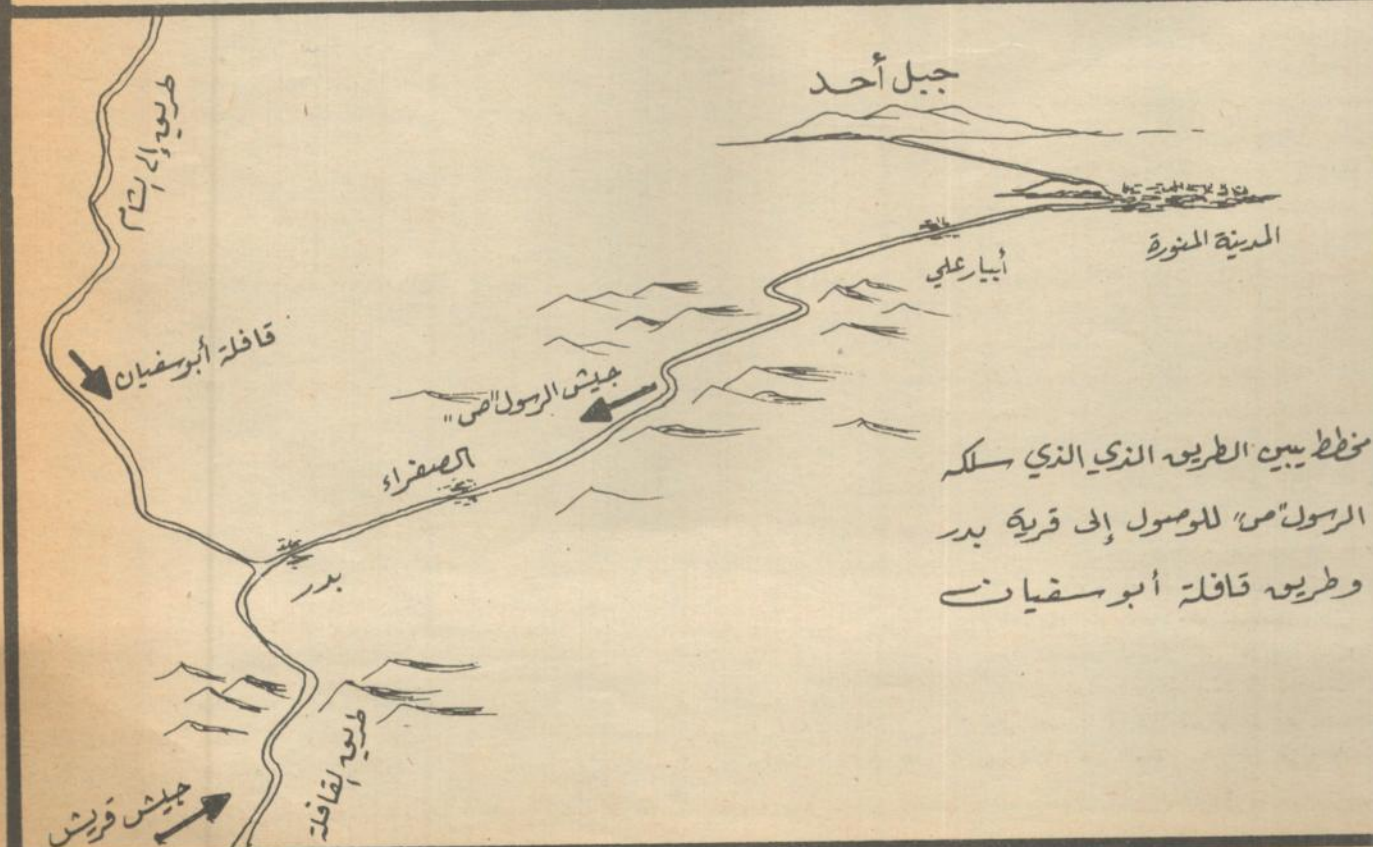 جبل أحد
المدينة المنورة
أبيار علي
طريق إلى الشام
قافلة أبو سفيان
جيش الرسول "ص"
الصفراء
بدر
مخطط يبين الطريق الذي الذي سلكه
الرسول "ص" للوصول إلى قرية بدر
وطريق قافلة أبو سفيان
طريق القافلة
جيش قريش